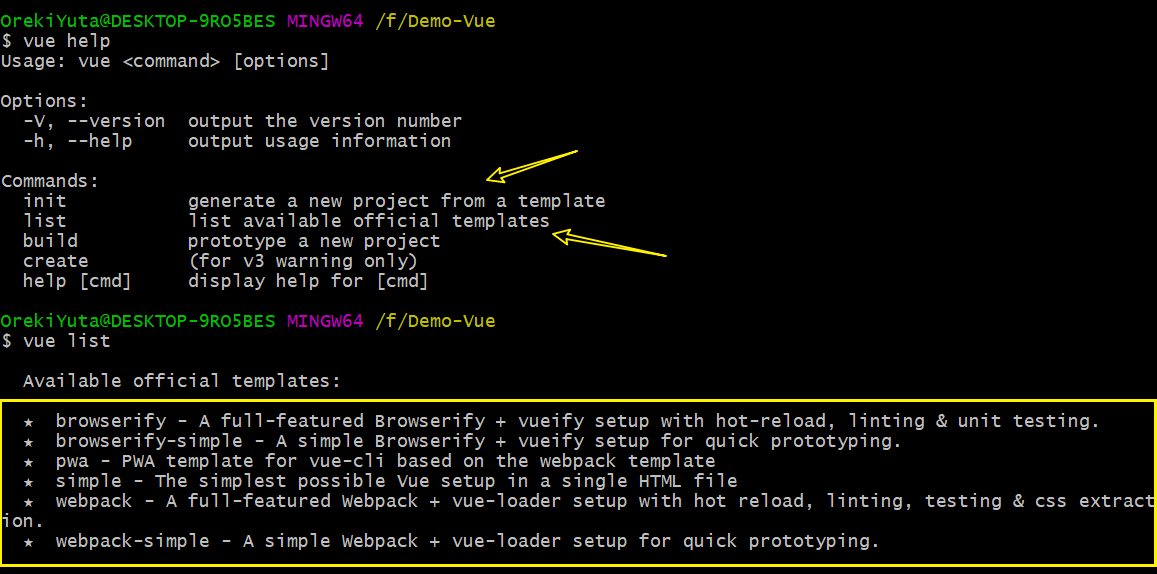 OrekiYuta@DESKTOP-9RO5BES MINGW64 /f/Demo-Vue
$ vue help
Usage: vue <command> [options]
Options:
-V, --version  output the version number
-h, --help     output usage information
Commands:
init           generate a new project from a template
list           list available official templates
build          prototype a new project
create         (for v3 warning only)
help [cmd]     display help for [cmd]
OrekiYuta@DESKTOP-9RO5BES MINGW64 /f/Demo-Vue
$ vue list
Available official templates:
★  browserify - A full-featured Browserify + vueify setup with hot-reload, linting & unit testing.
★  browserify-simple - A simple Browserify + vueify setup for quick prototyping.
★  pwa - PWA template for vue-cli based on the webpack template
★  simple - The simplest possible Vue setup in a single HTML file
★  webpack - A full-featured Webpack + vue-loader setup with hot reload, linting, testing & css extract
ion.
★  webpack-simple - A simple Webpack + vue-loader setup for quick prototyping.